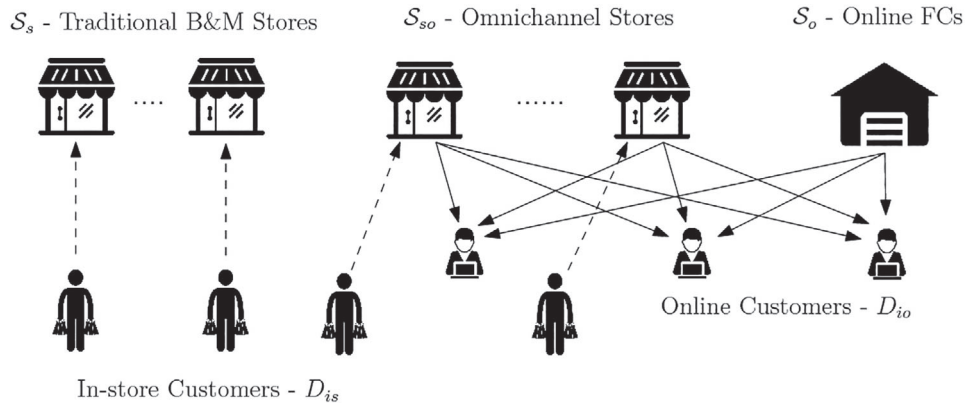 𝒮ₛ - Traditional B&M Stores
𝒮ₛₒ - Omnichannel Stores
𝒮ₒ - Online FCs
....
......
Online Customers - Dᵢₒ
In-store Customers - Dᵢₛ